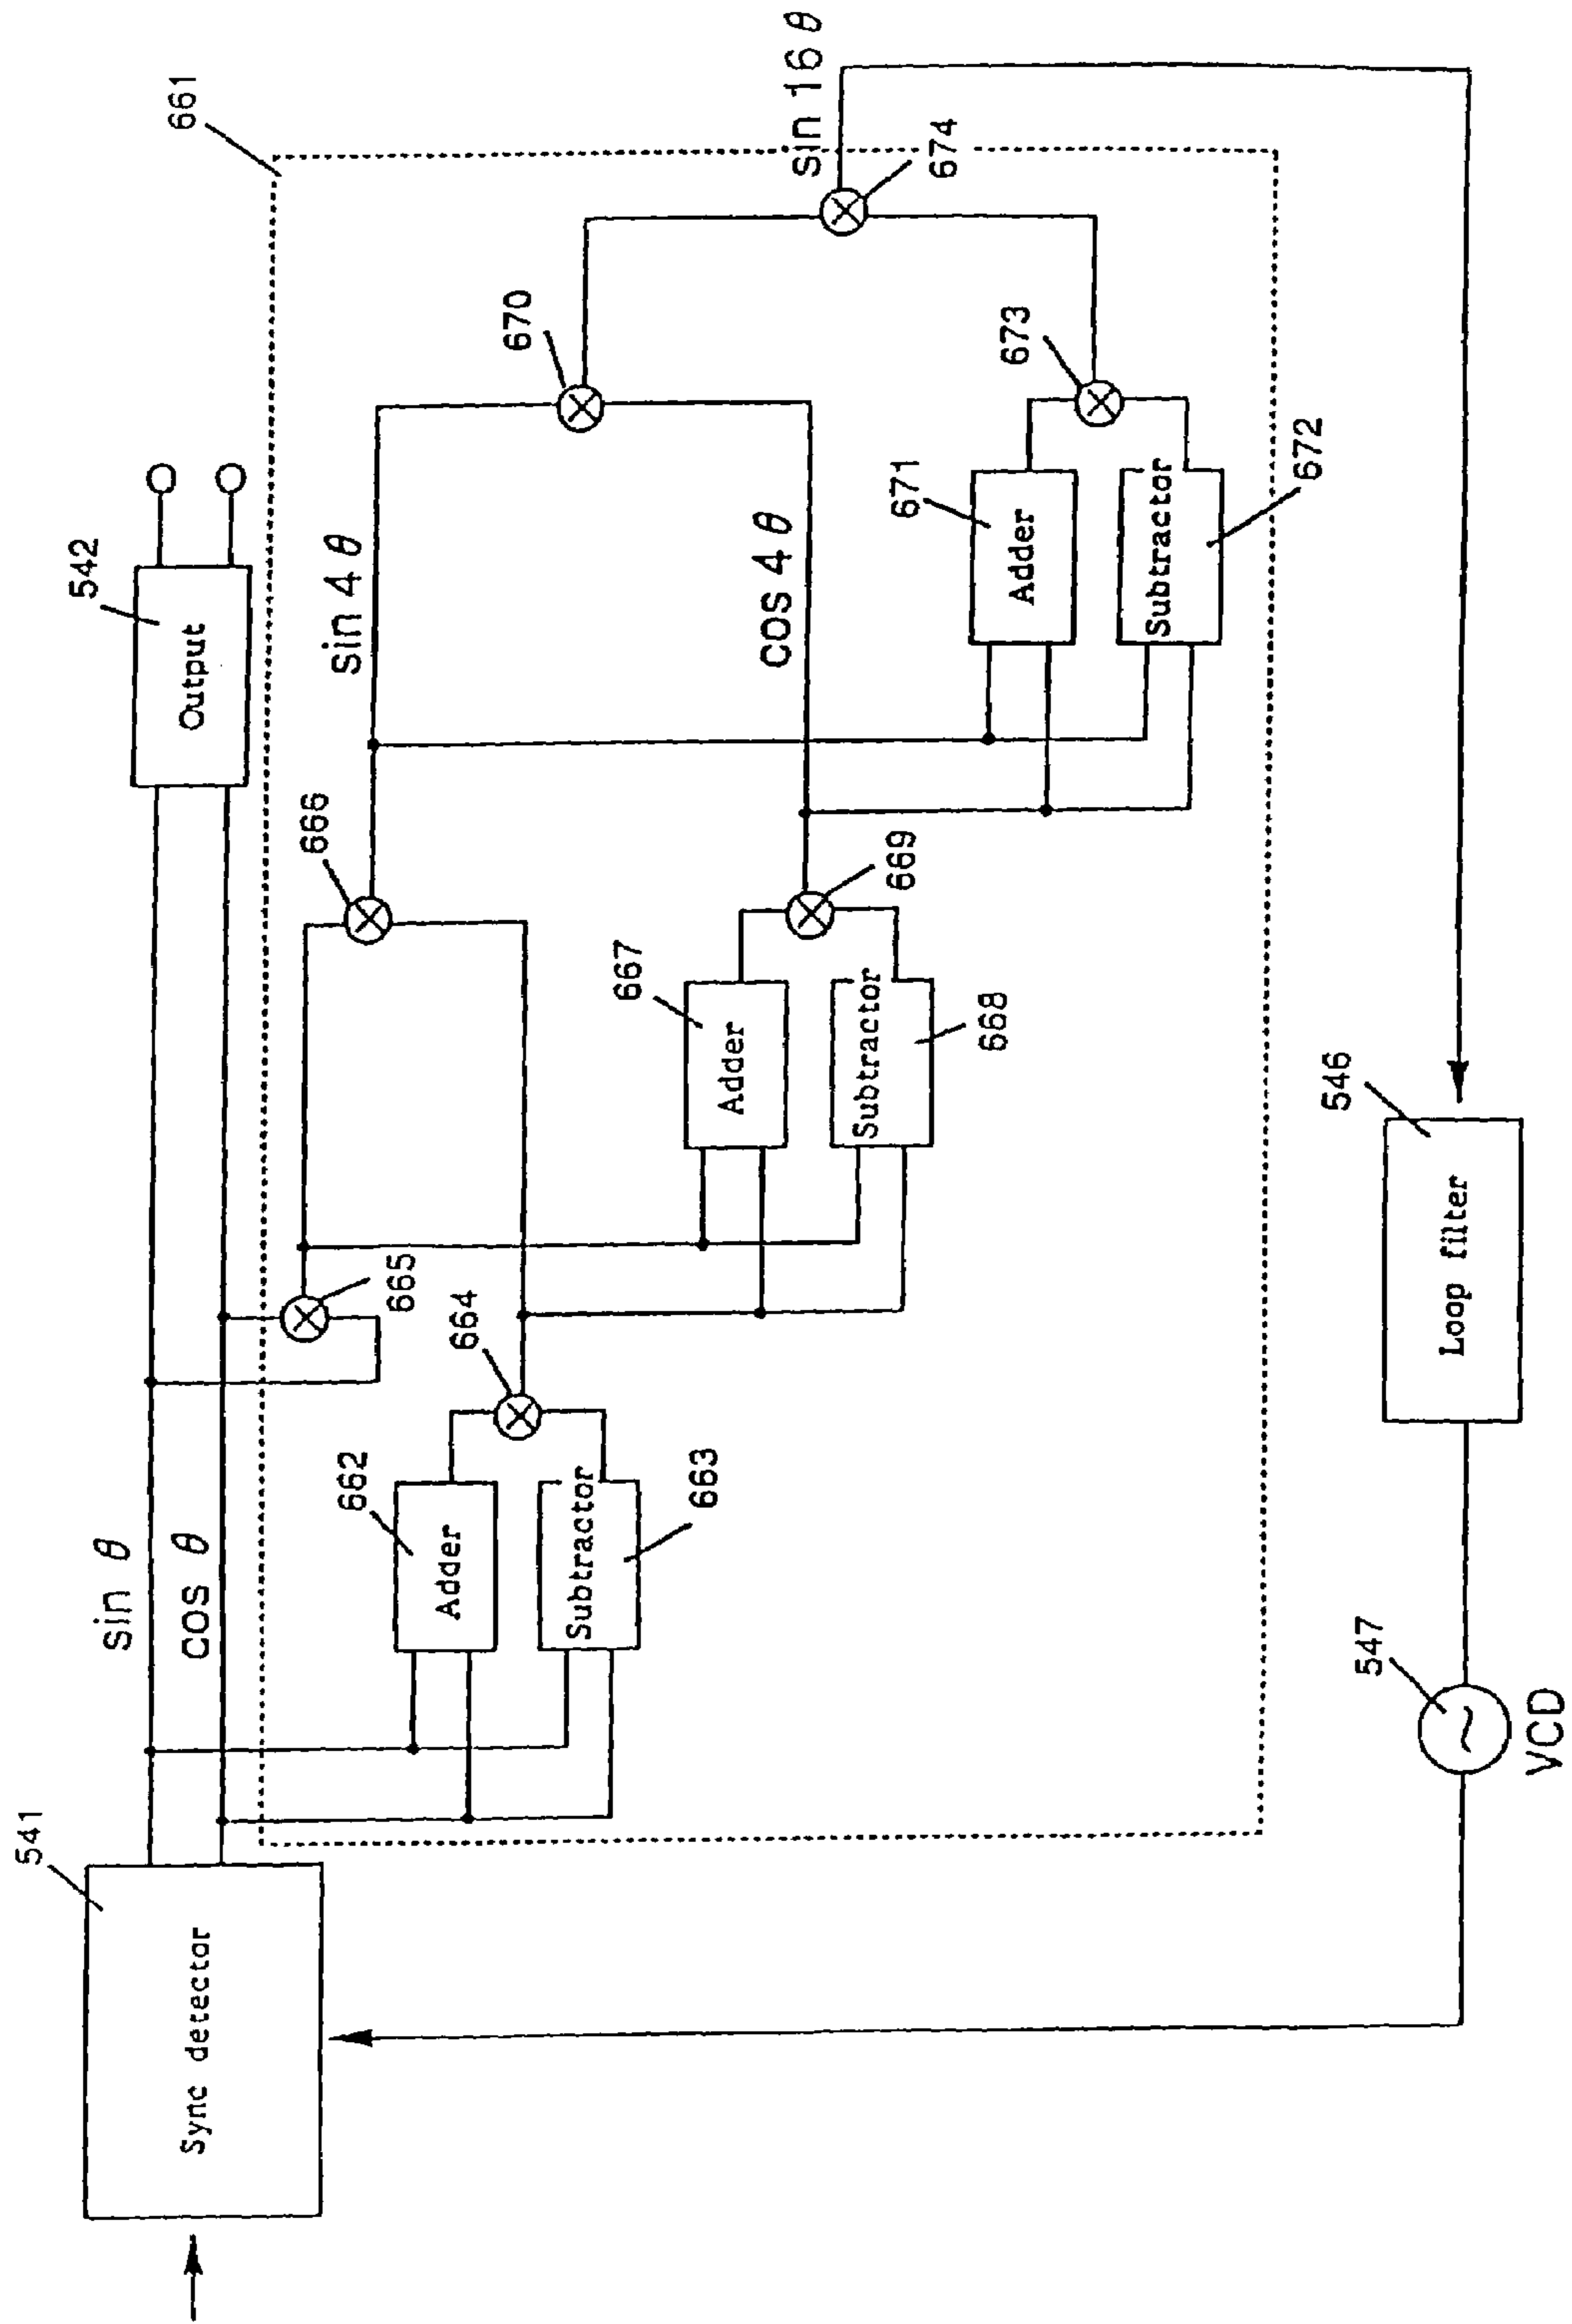 541
Sync detector
sin θ
cos θ
542
Output
661
662
Adder
663
Subtractor
664
665
666
sin 4 θ
667
Adder
668
Subtractor
669
cos 4 θ
670
671
Adder
672
Subtractor
673
674
sin 16 θ
546
Loop filter
547
VCD